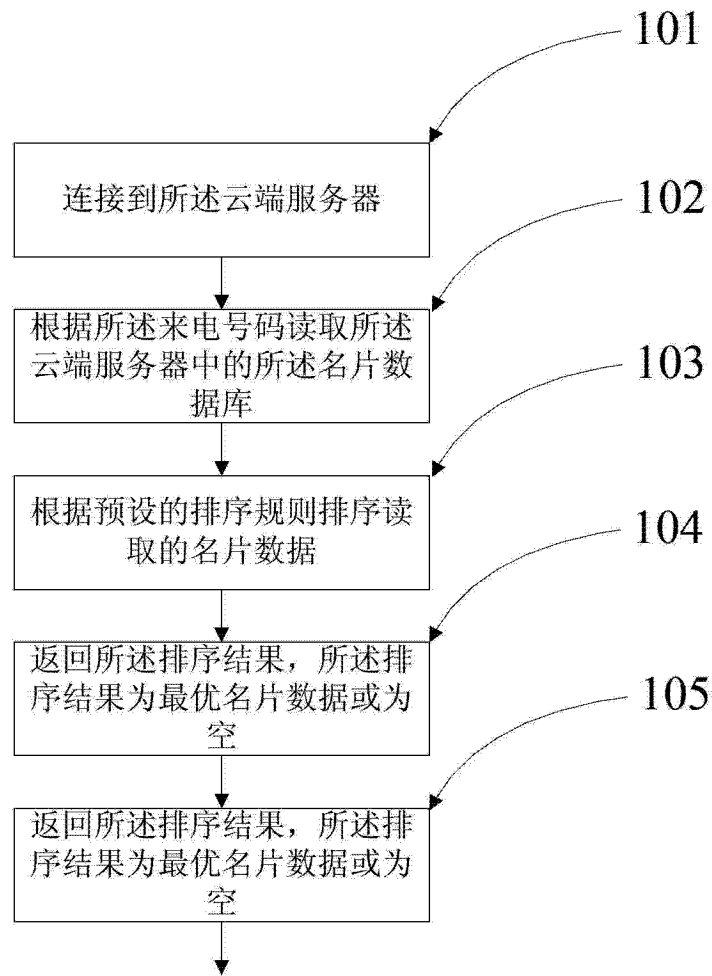 101
连接到所述云端服务器
102
根据所述来电号码读取所述
云端服务器中的所述名片数
据库
103
根据预设的排序规则排序读
取的名片数据
104
返回所述排序结果，所述排
序结果为最优名片数据或为
空
105
返回所述排序结果，所述排
序结果为最优名片数据或为
空